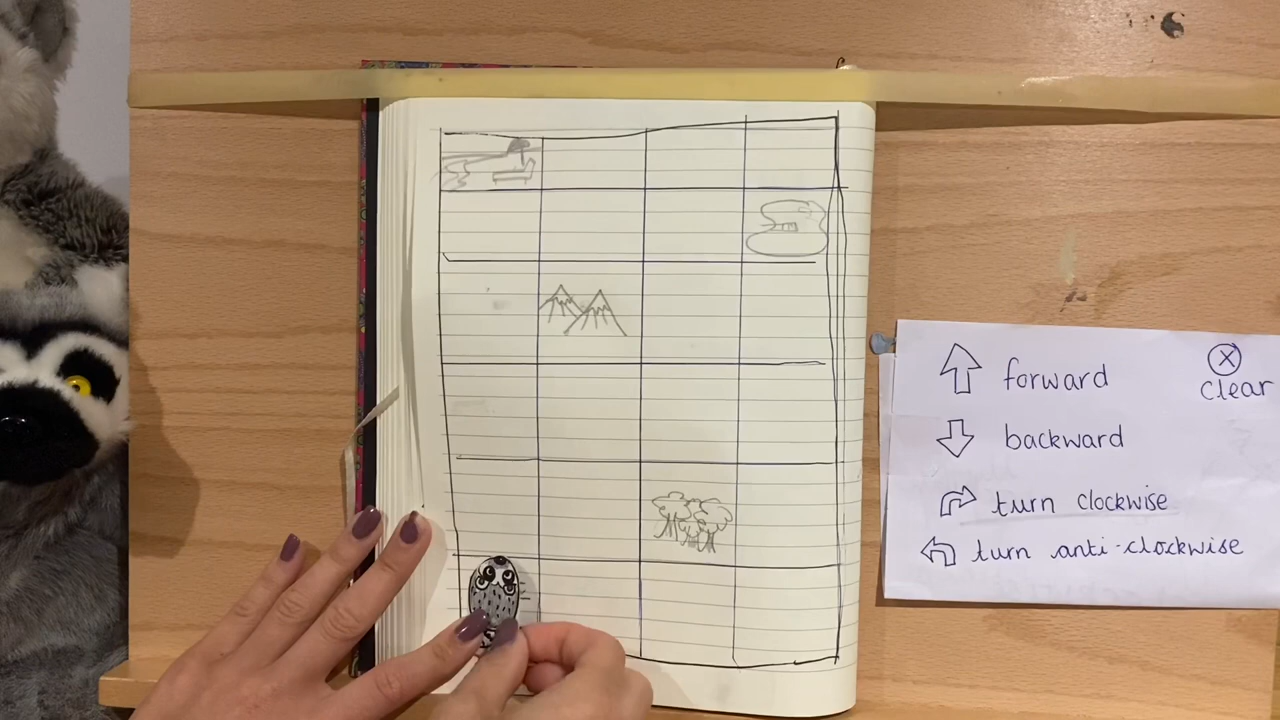 forward
clear
backward
turn clockwise
turn anti-clockwise